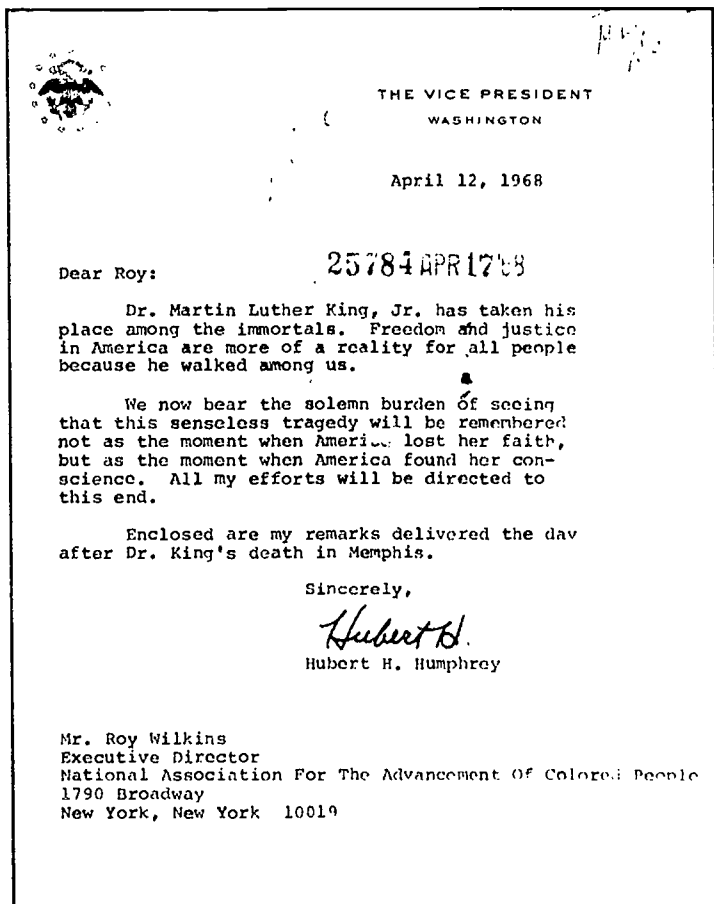 THE VICE PRESIDENT
WASHINGTON
April 12, 1968
25784 APR 17'68
Dear Roy:
Dr. Martin Luther King, Jr. has taken his
place among the immortals. Freedom and justice
in America are more of a reality for all people
because he walked among us.
We now bear the solemn burden of seeing
that this senseless tragedy will be remembered
not as the moment when America lost her faith,
but as the moment when America found her con-
science. All my efforts will be directed to
this end.
Enclosed are my remarks delivered the day
after Dr. King's death in Memphis.
Sincerely,
Hubert H.
Hubert H. Humphrey
Mr. Roy Wilkins
Executive Director
National Association For The Advancement Of Colored People
1790 Broadway
New York, New York 10019